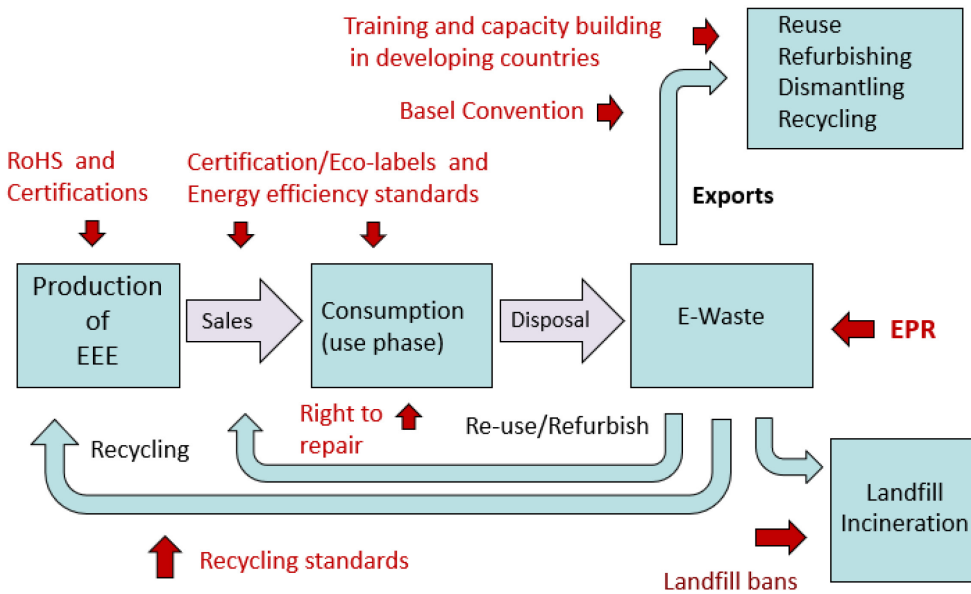 Training and capacity building
in developing countries
Reuse
Refurbishing
Dismantling
Recycling
Basel Convention
RoHS and
Certifications
Certification/Eco-labels and
Energy efficiency standards
Exports
Production
of
EEE
Sales
Consumption
(use phase)
Disposal
E-Waste
EPR
Right to
repair
Re-use/Refurbish
Recycling
Landfill
Incineration
Recycling standards
Landfill bans